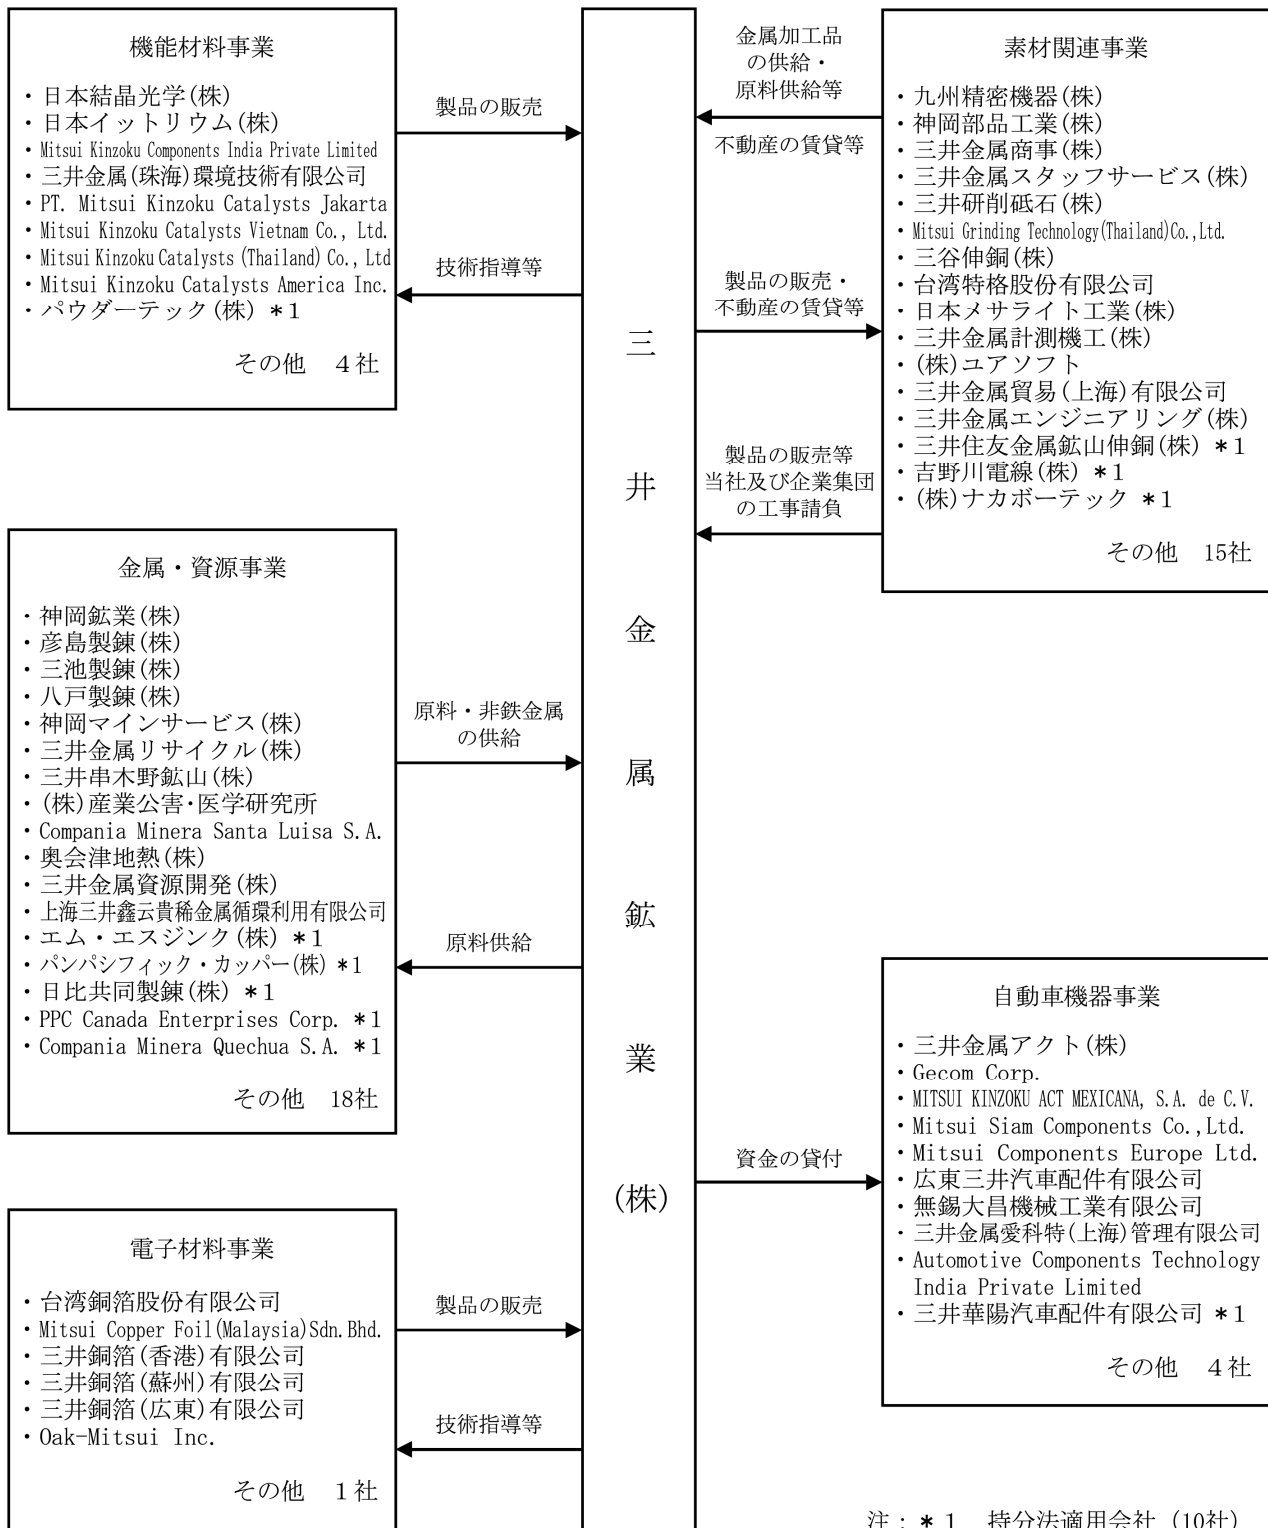 機能材料事業
・日本結晶光学(株)
・日本イットリウム(株)
・Mitsui Kinzoku Components India Private Limited
・三井金属(珠海)環境技術有限公司
・PT. Mitsui Kinzoku Catalysts Jakarta
・Mitsui Kinzoku Catalysts Vietnam Co., Ltd.
・Mitsui Kinzoku Catalysts (Thailand) Co., Ltd
・Mitsui Kinzoku Catalysts America Inc.
・パウダーテック(株) *1
その他 4社
製品の販売
技術指導等
金属・資源事業
・神岡鉱業(株)
・彦島製錬(株)
・三池製錬(株)
・八戸製錬(株)
・神岡マインサービス(株)
・三井金属リサイクル(株)
・三井串木野鉱山(株)
・(株)産業公害･医学研究所
・Compania Minera Santa Luisa S.A.
・奥会津地熱(株)
・三井金属資源開発(株)
・上海三井鑫云貴稀金属循環利用有限公司
・エム・エスジンク(株) *1
・パンパシフィック・カッパー(株) *1
・日比共同製錬(株) *1
・PPC Canada Enterprises Corp. *1
・Compania Minera Quechua S.A. *1
その他 18社
原料・非鉄金属
の供給
原料供給
電子材料事業
・台湾銅箔股份有限公司
・Mitsui Copper Foil(Malaysia)Sdn.Bhd.
・三井銅箔(香港)有限公司
・三井銅箔(蘇州)有限公司
・三井銅箔(広東)有限公司
・Oak-Mitsui Inc.
その他 1社
製品の販売
技術指導等
三井金属鉱業(株)
金属加工品
の供給・
原料供給等
不動産の賃貸等
製品の販売・
不動産の賃貸等
製品の販売等
当社及び企業集団
の工事請負
素材関連事業
・九州精密機器(株)
・神岡部品工業(株)
・三井金属商事(株)
・三井金属スタッフサービス(株)
・三井研削砥石(株)
・Mitsui Grinding Technology(Thailand)Co.,Ltd.
・三谷伸銅(株)
・台湾特格股份有限公司
・日本メサライト工業(株)
・三井金属計測機工(株)
・(株)ユアソフト
・三井金属貿易(上海)有限公司
・三井金属エンジニアリング(株)
・三井住友金属鉱山伸銅(株) *1
・吉野川電線(株) *1
・(株)ナカボーテック *1
その他 15社
資金の貸付
自動車機器事業
・三井金属アクト(株)
・Gecom Corp.
・MITSUI KINZOKU ACT MEXICANA, S.A. de C.V.
・Mitsui Siam Components Co.,Ltd.
・Mitsui Components Europe Ltd.
・広東三井汽車配件有限公司
・無錫大昌機械工業有限公司
・三井金属愛科特(上海)管理有限公司
・Automotive Components Technology
India Private Limited
・三井華陽汽車配件有限公司 *1
その他 4社
注：*1 持分法適用会社 (10社)